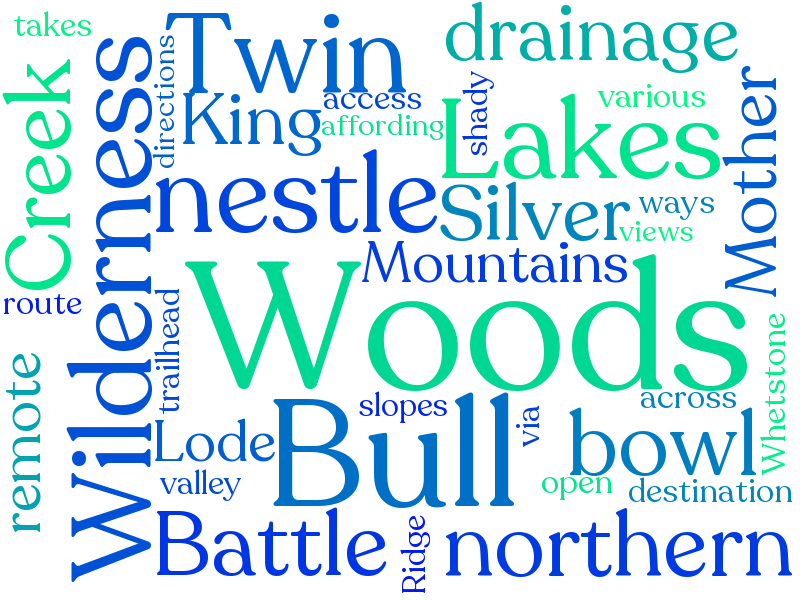 takes
Twin
drainage
directions
King
access
affording
shady
various
Lakes
Mother
Creek
Wilderness
nestle
Silver
ways
views
Mountains
route
Woods
trailhead
Whetstone
remote
slopes
across
Lode
Bull
via
bowl
valley
open
destination
Battle
Ridge
northern